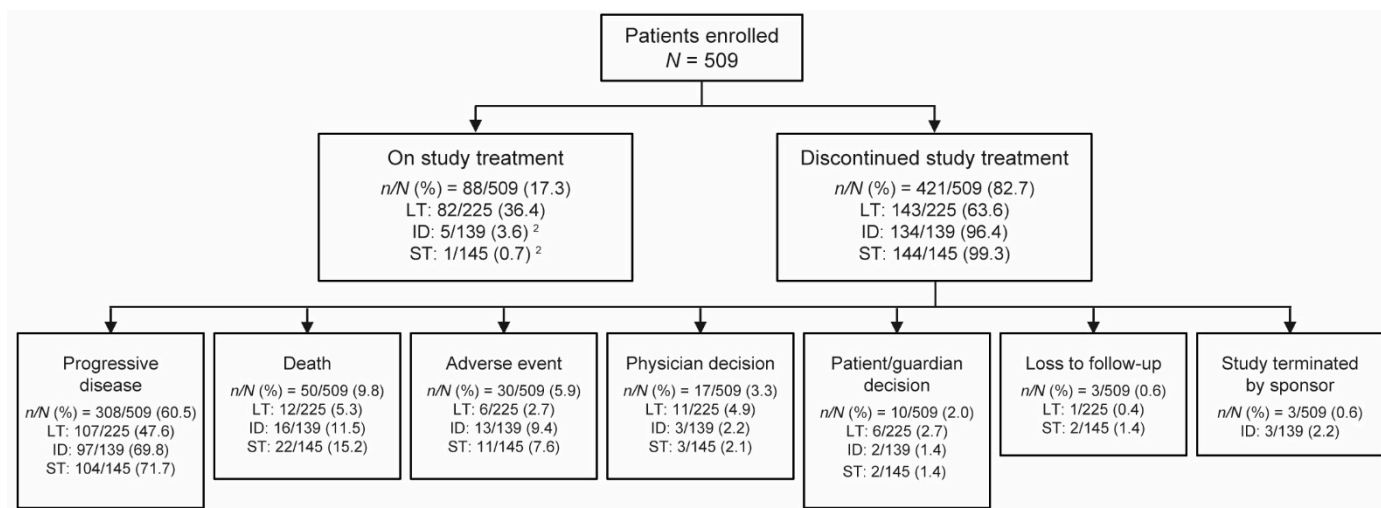 Patients enrolled
N = 509
On study treatment
n/N (%) = 88/509 (17.3)
LT: 82/225 (36.4)
ID: 5/139 (3.6) ²
ST: 1/145 (0.7) ²
Discontinued study treatment
n/N (%) = 421/509 (82.7)
LT: 143/225 (63.6)
ID: 134/139 (96.4)
ST: 144/145 (99.3)
Progressive
disease
n/N (%) = 308/509 (60.5)
LT: 107/225 (47.6)
ID: 97/139 (69.8)
ST: 104/145 (71.7)
Death
n/N (%) = 50/509 (9.8)
LT: 12/225 (5.3)
ID: 16/139 (11.5)
ST: 22/145 (15.2)
Adverse event
n/N (%) = 30/509 (5.9)
LT: 6/225 (2.7)
ID: 13/139 (9.4)
ST: 11/145 (7.6)
Physician decision
n/N (%) = 17/509 (3.3)
LT: 11/225 (4.9)
ID: 3/139 (2.2)
ST: 3/145 (2.1)
Patient/guardian
decision
n/N (%) = 10/509 (2.0)
LT: 6/225 (2.7)
ID: 2/139 (1.4)
ST: 2/145 (1.4)
Loss to follow-up
n/N (%) = 3/509 (0.6)
LT: 1/225 (0.4)
ST: 2/145 (1.4)
Study terminated
by sponsor
n/N (%) = 3/509 (0.6)
ID: 3/139 (2.2)